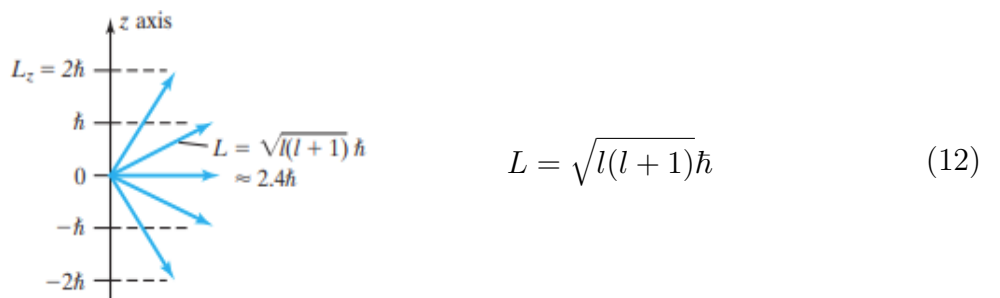 z axis
L_z = 2ħ
ħ
L = √l(l + 1) ħ
≈ 2.4ħ
0
−ħ
−2ħ
L = √l(l + 1)ħ (12)